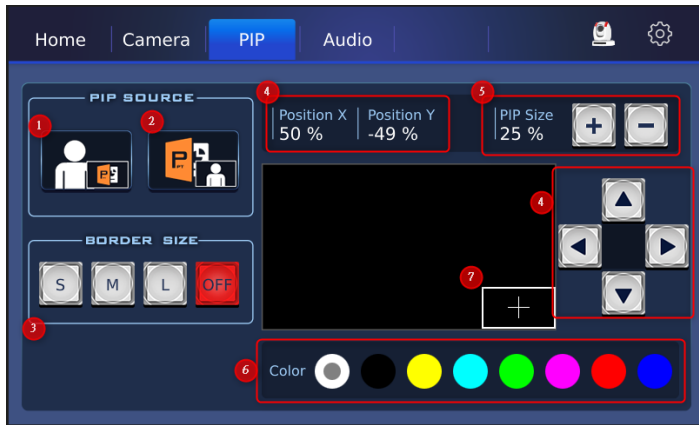 Home Camera PIP Audio
PIP SOURCE
1
2
P
P PPT
BORDER SIZE
S M L OFF
3
4
Position X Position Y
50 % -49 %
5
PIP Size
25 %
+ -
4
7
6
Color